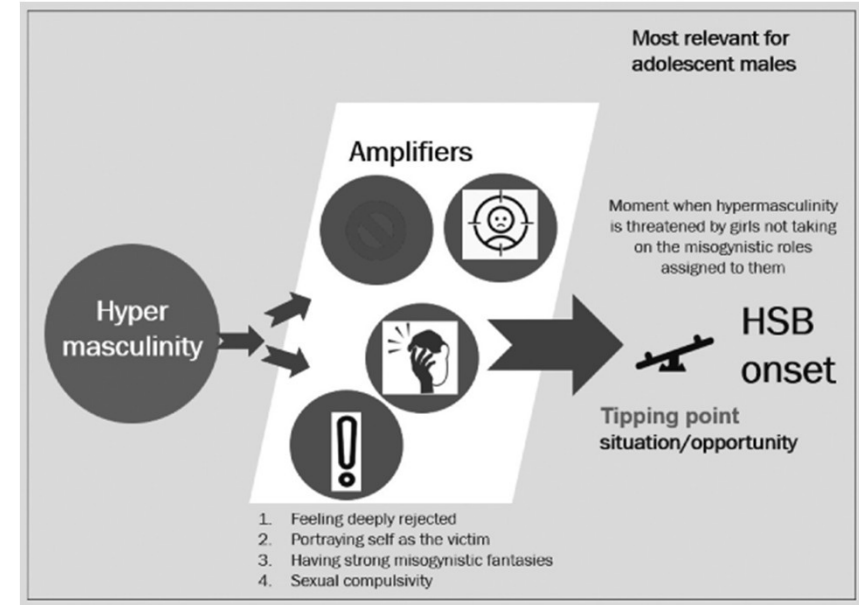 Most relevant for
adolescent males
Amplifiers
Moment when hypermasculinity
is threatened by girls not taking
on the misogynistic roles
assigned to them
Hyper
masculinity
HSB
onset
Tipping point
situation/opportunity
1. Feeling deeply rejected
2. Portraying self as the victim
3. Having strong misogynistic fantasies
4. Sexual compulsivity